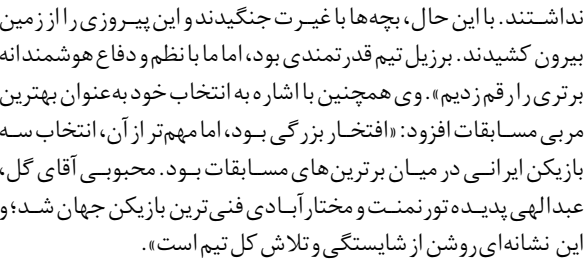 نداشتند. با این حال، بچه‌ها با غیرت جنگیدند و این پیروزی را از زمین
بیرون کشیدند. برزیل تیم قدرتمندی بود، اما ما با نظم و دفاع هوشمندانه
برتری را رقم زدیم». وی همچنین با اشاره به انتخاب خود به‌عنوان بهترین
مربی مسابقات افزود: «افتخار بزرگی بود، اما مهم‌تر از آن، انتخاب سه
بازیکن ایرانی در میان برترین‌های مسابقات بود. محبوبی آقای گل،
عبدالهی پدیده تورنمنت و مختارآبادی فنی‌ترین بازیکن جهان شد؛ و
این نشانه‌ای روشن از شایستگی و تلاش کل تیم است».